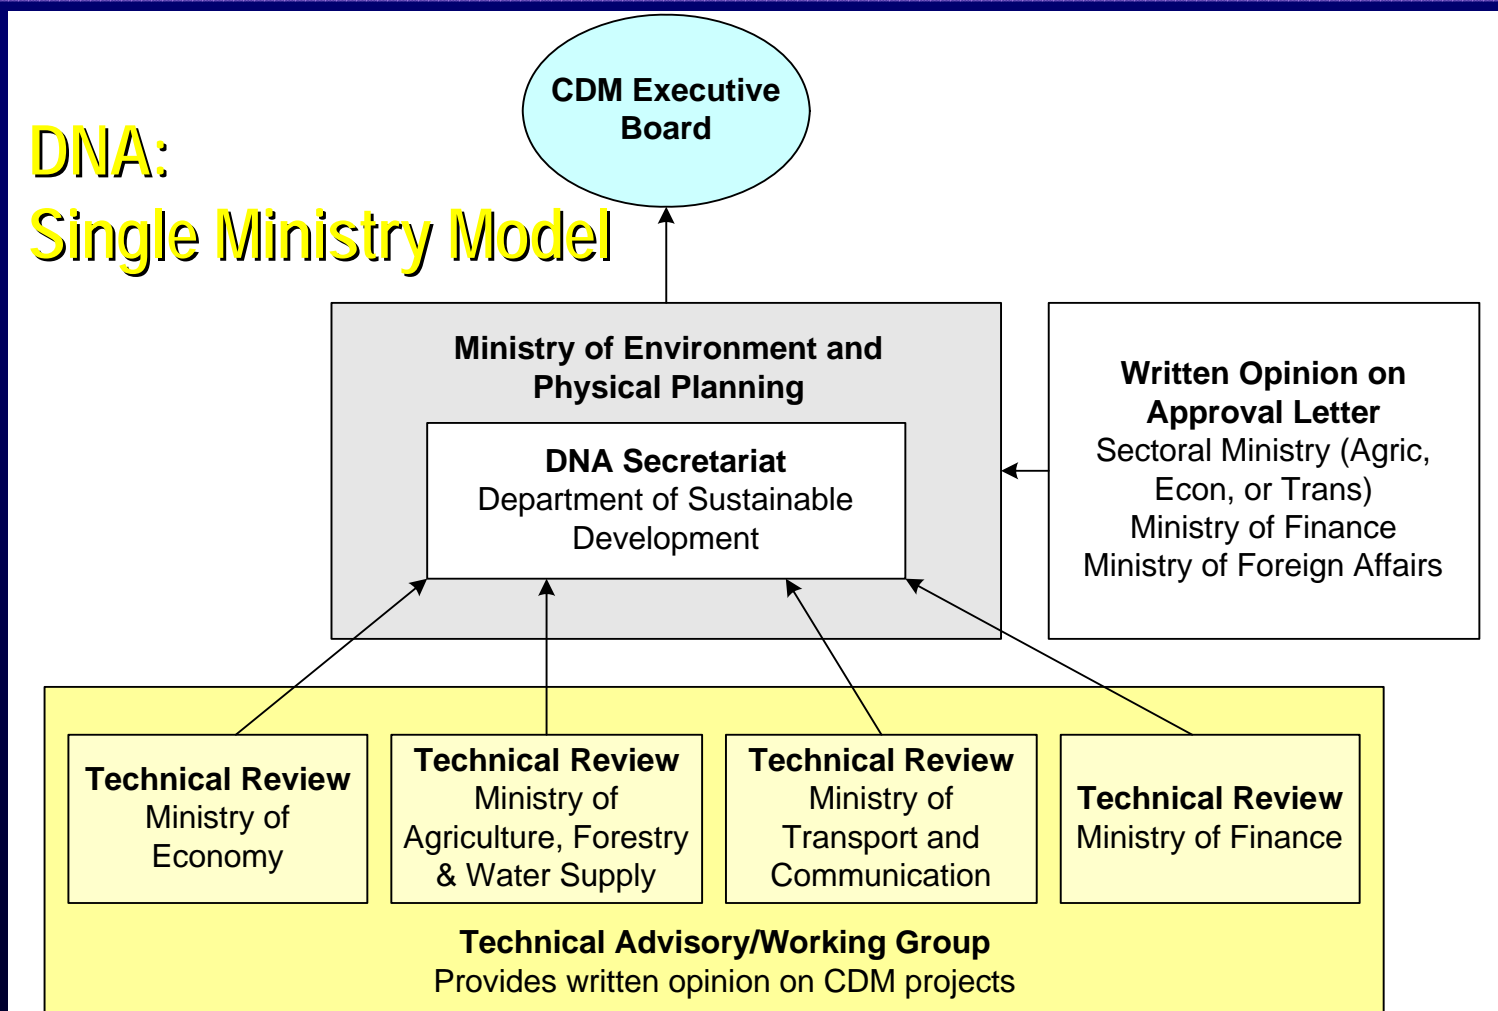 CDM Executive
Board
DNA:
Single Ministry Model
Ministry of Environment and
Physical Planning
DNA Secretariat
Department of Sustainable
Development
Written Opinion on
Approval Letter
Sectoral Ministry (Agric,
Econ, or Trans)
Ministry of Finance
Ministry of Foreign Affairs
Technical Review
Ministry of
Economy
Technical Review
Ministry of
Agriculture, Forestry
& Water Supply
Technical Review
Ministry of
Transport and
Communication
Technical Review
Ministry of Finance
Technical Advisory/Working Group
Provides written opinion on CDM projects